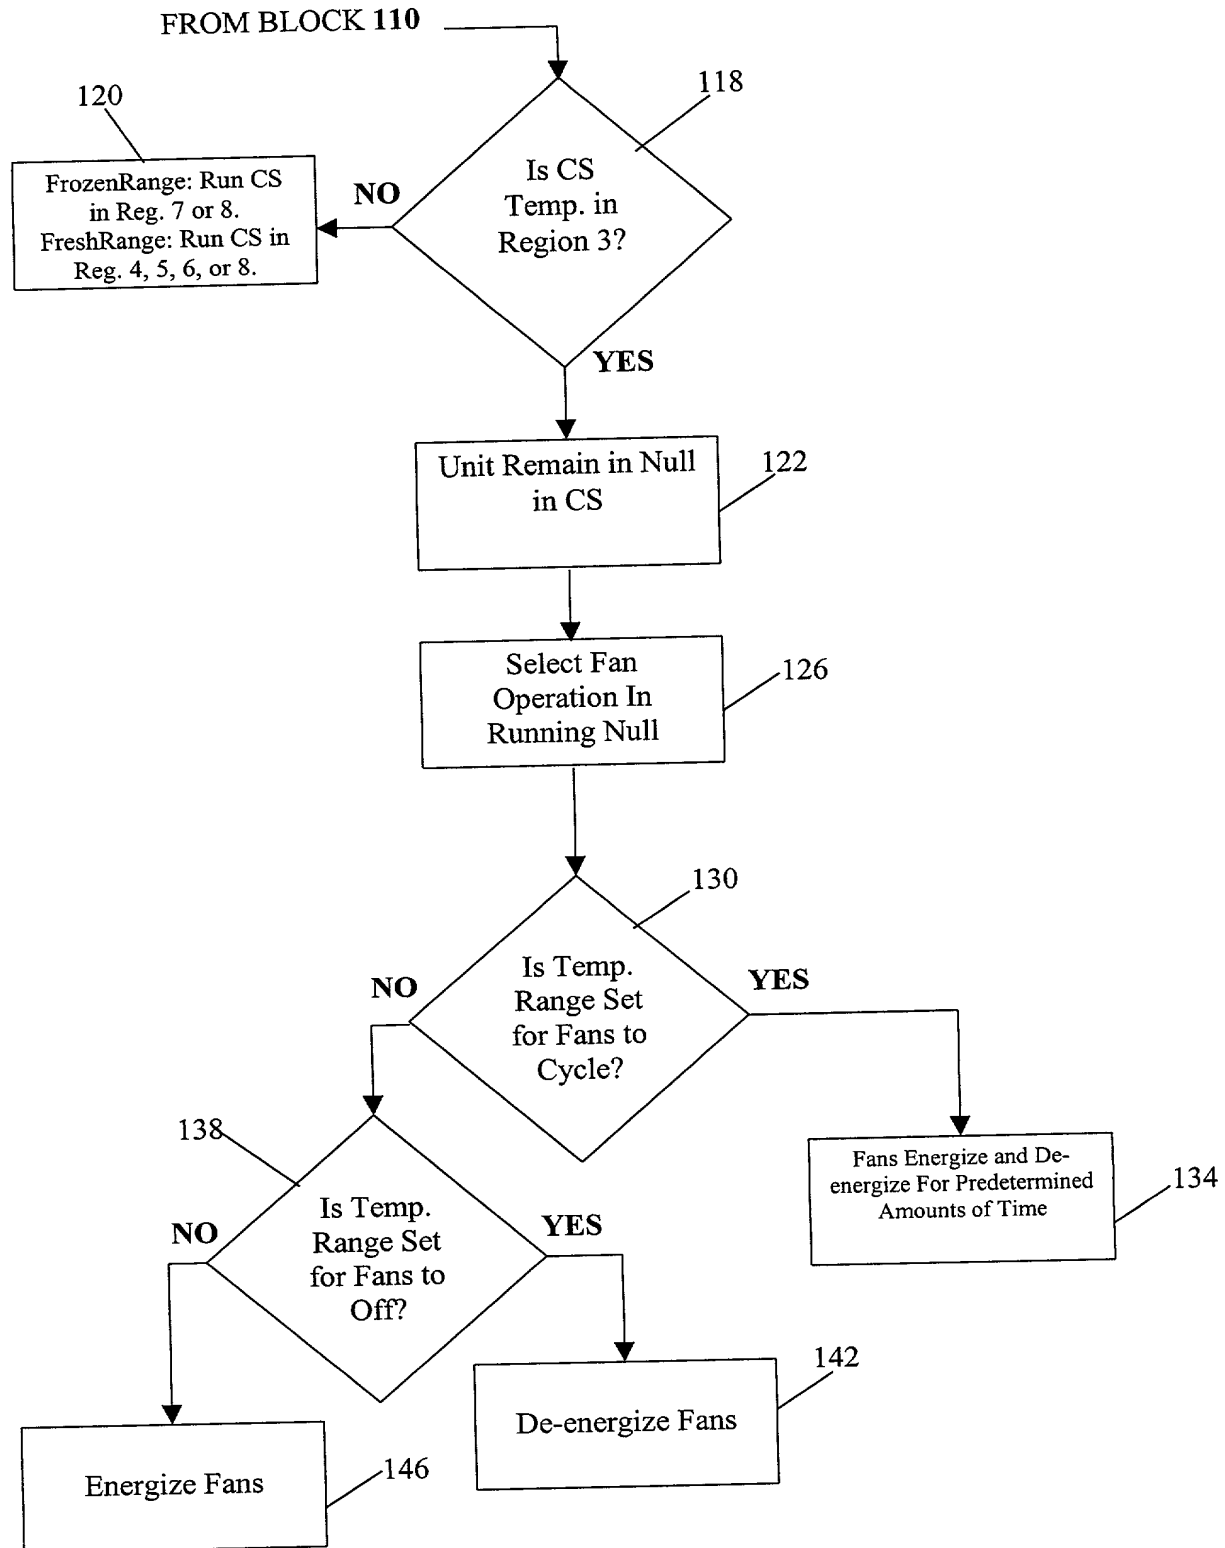 FROM BLOCK 110
118
120
Is CS
Temp. in
Region 3?
NO
FrozenRange: Run CS
in Reg. 7 or 8.
FreshRange: Run CS in
Reg. 4, 5, 6, or 8.
YES
Unit Remain in Null
in CS
122
Select Fan
Operation In
Running Null
126
130
Is Temp.
Range Set
for Fans to
Cycle?
NO
YES
138
Fans Energize and De-
energize For Predetermined
Amounts of Time
134
Is Temp.
Range Set
for Fans to
Off?
NO
YES
142
De-energize Fans
Energize Fans
146